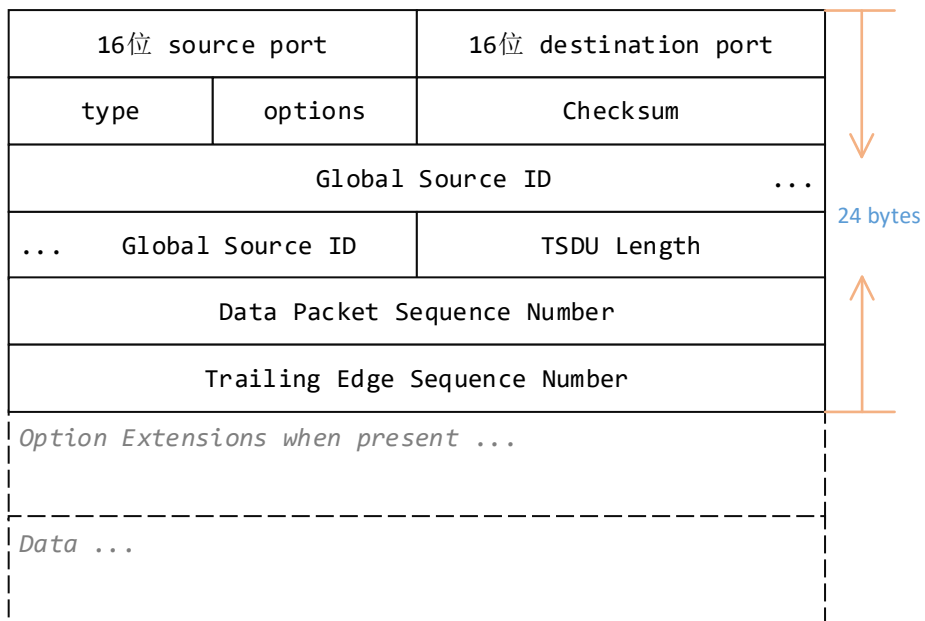 16位 source port
16位 destination port
type
options
Checksum
Global Source ID ...
... Global Source ID
TSDU Length
24 bytes
Data Packet Sequence Number
Trailing Edge Sequence Number
Option Extensions when present ...
Data ...